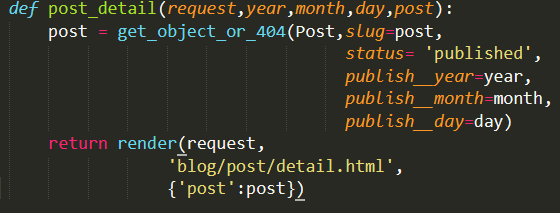 def post_detail(request,year,month,day,post):
    post = get_object_or_404(Post,slug=post,
                                  status= 'published',
                                  publish__year=year,
                                  publish__month=month,
                                  publish__day=day)
    return render(request,
                'blog/post/detail.html',
                {'post':post})